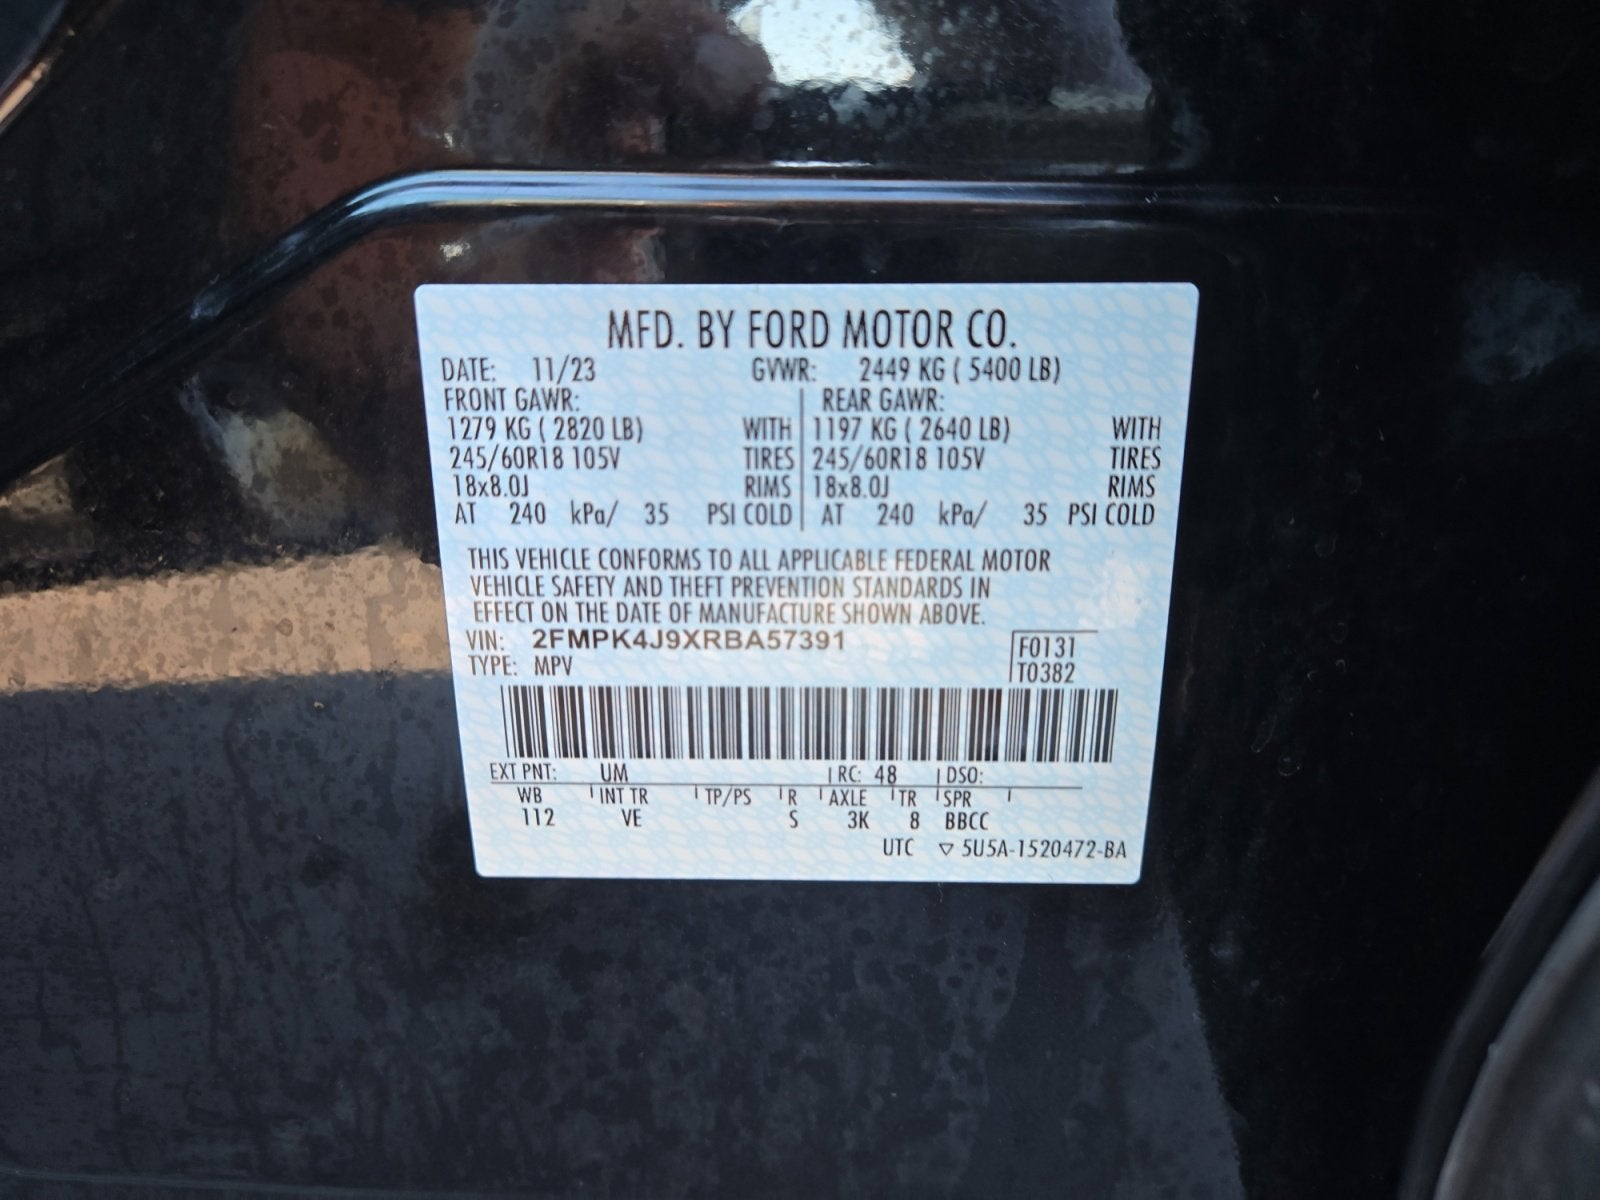 MFD. BY FORD MOTOR CO.
DATE: 11/23 GVWR: 2449 KG ( 5400 LB)
FRONT GAWR: REAR GAWR:
1279 KG ( 2820 LB) WITH 1197 KG ( 2640 LB) WITH
245/60R18 105V TIRES 245/60R18 105V TIRES
18x8.0J RIMS 18x8.0J RIMS
AT 240 kPa/ 35 PSI COLD AT 240 kPa/ 35 PSI COLD
THIS VEHICLE CONFORMS TO ALL APPLICABLE FEDERAL MOTOR
VEHICLE SAFETY AND THEFT PREVENTION STANDARDS IN
EFFECT ON THE DATE OF MANUFACTURE SHOWN ABOVE.
VIN: 2FMPK4J9XRBA57391 F0131
TYPE: MPV T0382
EXT PNT: UM RC: 48 DSO:
WB INT TR TP/PS R AXLE TR SPR
112 VE S 3K 8 BBCC
UTC ▽ 5U5A-1520472-BA